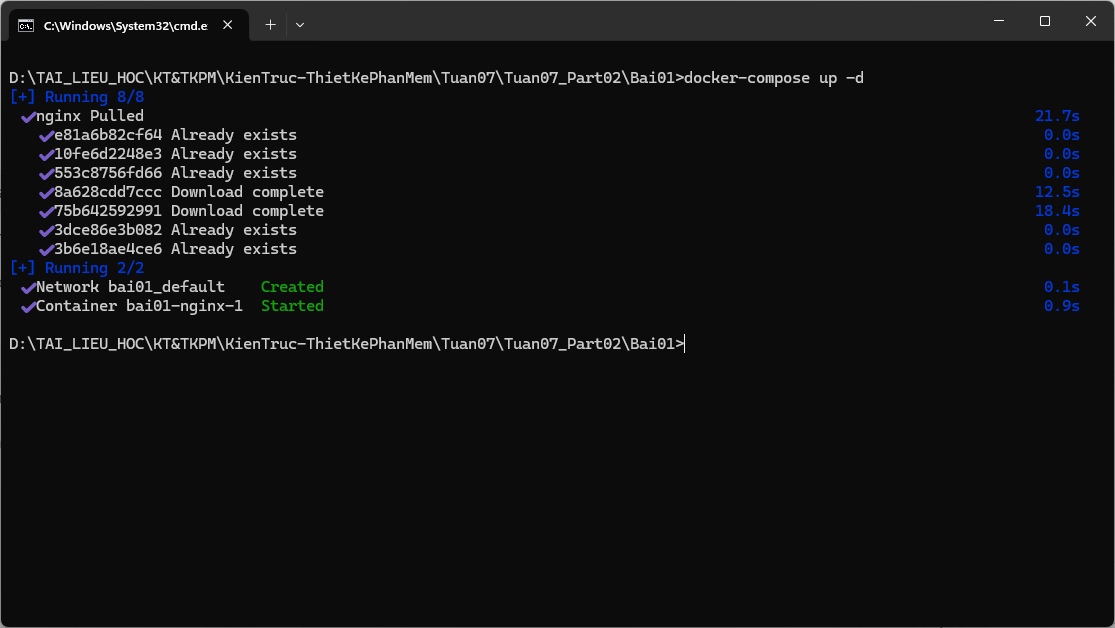 C:\Windows\System32\cmd.e
D:\TAI_LIEU_HOC\KT&TKPM\KienTruc-ThietKePhanMem\Tuan07\Tuan07_Part02\Bai01>docker-compose up -d
[+] Running 8/8
✔nginx Pulled 21.7s
✔e81a6b82cf64 Already exists 0.0s
✔10fe6d2248e3 Already exists 0.0s
✔553c8756fd66 Already exists 0.0s
✔8a628cdd7ccc Download complete 12.5s
✔75b642592991 Download complete 18.4s
✔3dce86e3b082 Already exists 0.0s
✔3b6e18ae4ce6 Already exists 0.0s
[+] Running 2/2
✔Network bai01_default Created 0.1s
✔Container bai01-nginx-1 Started 0.9s
D:\TAI_LIEU_HOC\KT&TKPM\KienTruc-ThietKePhanMem\Tuan07\Tuan07_Part02\Bai01>